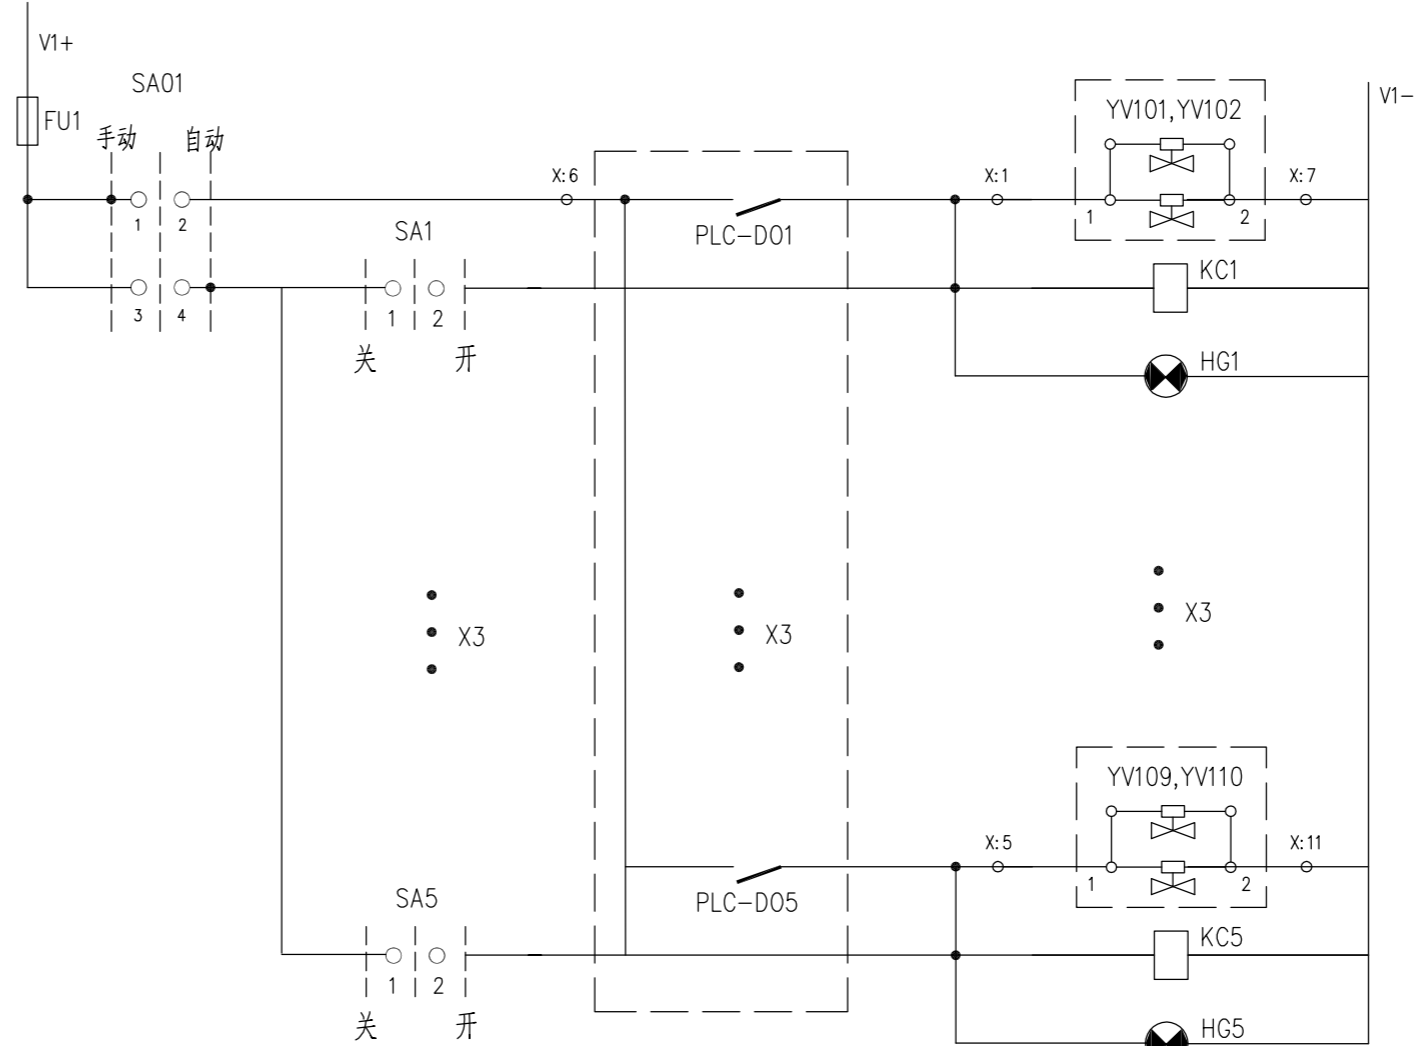 V1+
V1-
SA01
FU1
手动 自动
YV101,YV102
X:6
X:1
X:7
1 2
1 2
SA1
PLC-DO1
KC1
3 4
1 2
关 开
HG1
X3
X3
X3
YV109,YV110
X:5
X:11
1 2
SA5
PLC-DO5
KC5
1 2
关 开
HG5